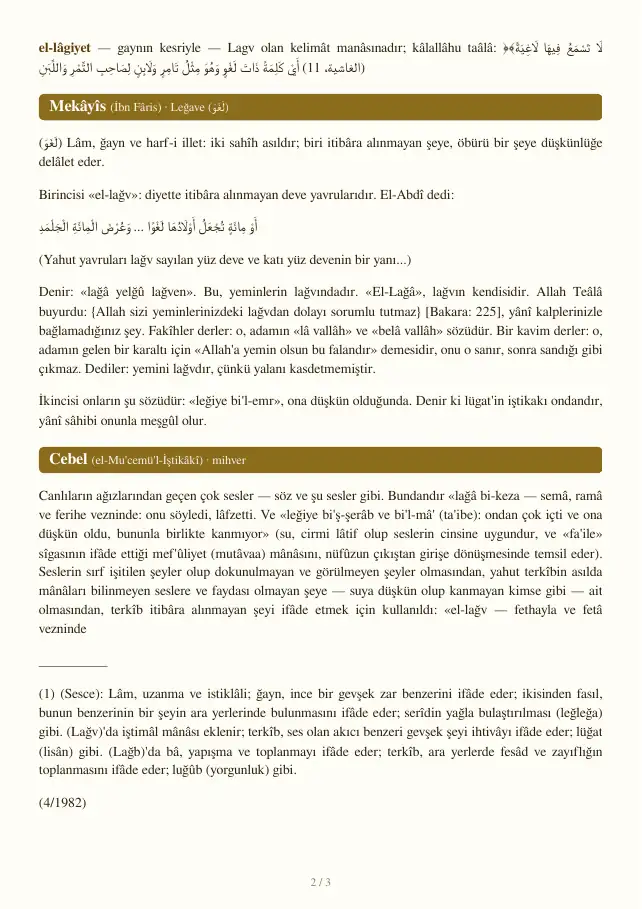 el-lâgiyet — gaynın kesriyle — Lagv olan kelimât manâsınadır; kâlallâhu taâlâ: ﴿﴿لَا تَسْمَعُ فِيهَا لَاغِيَةً
(الغاشية، 11) أَيْ كَلِمَةً ذَاتَ لَغْوٍ وَهُوَ مِثْلُ تَامِرٍ وَلَابِنٍ لِصَاحِبِ التَّمْرِ وَاللَّبَنِ
Mekâyîs (İbn Fâris) · Leğave (لَغَوَ)
(لَغَوَ) Lâm, ğayn ve harf-i illet: iki sahîh asıldır; biri itibâra alınmayan şeye, öbürü bir şeye düşkünlüğe
delâlet eder.
Birincisi «el-lağv»: diyette itibâra alınmayan deve yavrularıdır. El-Abdî dedi:
أَوْ مِائَةٍ تُجْعَلُ أَوْلَادُهَا لَغْوًا ... وَعُرْضَ الْمِائَةِ الْجَلْمَدِ
(Yahut yavruları lağv sayılan yüz deve ve katı yüz devenin bir yanı...)
Denir: «lağâ yelğû lağven». Bu, yeminlerin lağvındadır. «El-Lağâ», lağvın kendisidir. Allah Teâlâ
buyurdu: {Allah sizi yeminlerinizdeki lağvdan dolayı sorumlu tutmaz} [Bakara: 225], yânî kalplerinizle
bağlamadığınız şey. Fakîhler derler: o, adamın «lâ vallâh» ve «belâ vallâh» sözüdür. Bir kavim derler: o,
adamın gelen bir karaltı için «Allah'a yemin olsun bu falandır» demesidir, onu o sanır, sonra sandığı gibi
çıkmaz. Dediler: yemini lağvdır, çünkü yalanı kasdetmemiştir.
İkincisi onların şu sözüdür: «leğiye bi'l-emr», ona düşkün olduğunda. Denir ki lügat'in iştikakı ondandır,
yânî sâhibi onunla meşgûl olur.
Cebel (el-Mu'cemü'l-İştikâkî) · mihver
Canlıların ağızlarından geçen çok sesler — söz ve şu sesler gibi. Bundandır «lağâ bi-keza — semâ, ramâ
ve ferihe vezninde: onu söyledi, lâfzetti. Ve «leğiye bi'ş-şerâb ve bi'l-mâ' (ta'ibe): ondan çok içti ve ona
düşkün oldu, bununla birlikte kanmıyor» (su, cirmi lâtif olup seslerin cinsine uygundur, ve «fa'ile»
sîgasının ifâde ettiği mef'ûliyet (mutâvaa) mânâsını, nüfûzun çıkıştan girişe dönüşmesinde temsil eder).
Seslerin sırf işitilen şeyler olup dokunulmayan ve görülmeyen şeyler olmasından, yahut terkîbin asılda
mânâları bilinmeyen seslere ve faydası olmayan şeye — suya düşkün olup kanmayan kimse gibi — ait
olmasından, terkîb itibâra alınmayan şeyi ifâde etmek için kullanıldı: «el-lağv — fethayla ve fetâ
vezninde
(1) (Sesce): Lâm, uzanma ve istiklâli; ğayn, ince bir gevşek zar benzerini ifâde eder; ikisinden fasıl,
bunun benzerinin bir şeyin ara yerlerinde bulunmasını ifâde eder; serîdin yağla bulaştırılması (leğleğa)
gibi. (Lağv)'da iştimâl mânâsı eklenir; terkîb, ses olan akıcı benzeri gevşek şeyi ihtivâyı ifâde eder; lüğat
(lisân) gibi. (Lağb)'da bâ, yapışma ve toplanmayı ifâde eder; terkîb, ara yerlerde fesâd ve zayıflığın
toplanmasını ifâde eder; luğûb (yorgunluk) gibi.
(4/1982)
2 / 3